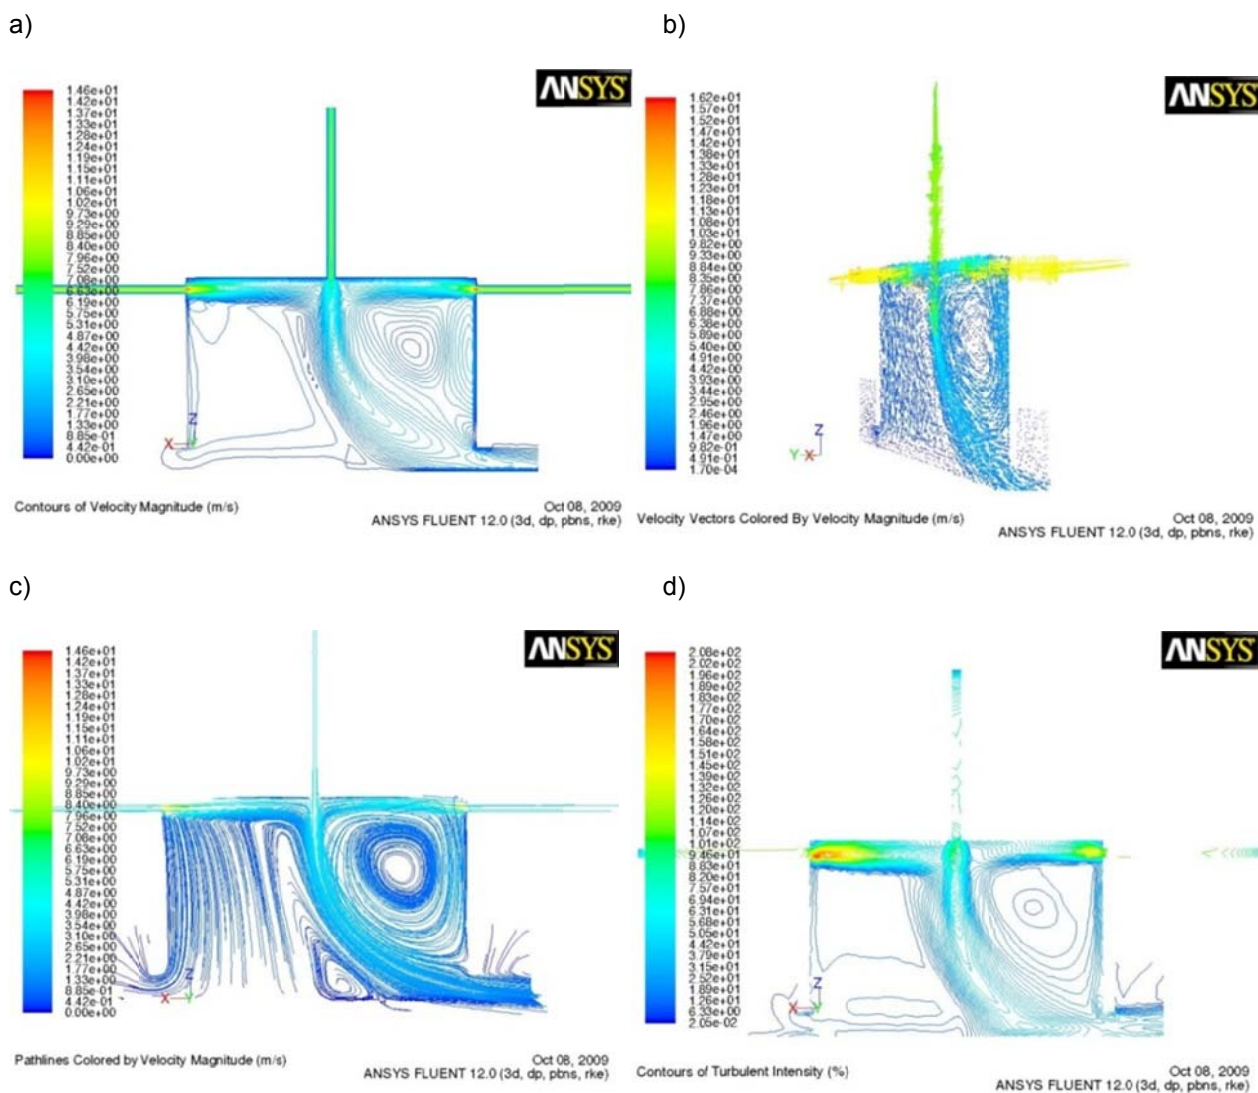 a)
b)
ANSYS
1.46e+01
1.42e+01
1.37e+01
1.33e+01
1.28e+01
1.24e+01
1.19e+01
1.15e+01
1.11e+01
1.06e+01
1.02e+01
9.73e+00
9.29e+00
8.85e+00
8.40e+00
7.96e+00
7.52e+00
7.08e+00
6.63e+00
6.19e+00
5.75e+00
5.31e+00
4.87e+00
4.42e+00
3.98e+00
3.54e+00
3.10e+00
2.65e+00
2.21e+00
1.77e+00
1.33e+00
8.85e-01
4.42e-01
0.00e+00
Z
X Y
Contours of Velocity Magnitude (m/s)
Oct 08, 2009
ANSYS FLUENT 12.0 (3d, dp, pbns, rke)
ANSYS
1.62e+01
1.57e+01
1.52e+01
1.47e+01
1.42e+01
1.38e+01
1.33e+01
1.28e+01
1.23e+01
1.18e+01
1.13e+01
1.08e+01
1.03e+01
9.82e+00
9.33e+00
8.84e+00
8.35e+00
7.86e+00
7.37e+00
6.88e+00
6.38e+00
5.89e+00
5.40e+00
4.91e+00
4.42e+00
3.93e+00
3.44e+00
2.95e+00
2.46e+00
1.96e+00
1.47e+00
9.82e-01
4.91e-01
1.70e-04
Z
Y X
Velocity Vectors Colored By Velocity Magnitude (m/s)
Oct 08, 2009
ANSYS FLUENT 12.0 (3d, dp, pbns, rke)
c)
d)
ANSYS
1.46e+01
1.42e+01
1.37e+01
1.33e+01
1.28e+01
1.24e+01
1.19e+01
1.15e+01
1.11e+01
1.06e+01
1.02e+01
9.73e+00
9.29e+00
8.85e+00
8.40e+00
7.96e+00
7.52e+00
7.08e+00
6.63e+00
6.19e+00
5.75e+00
5.31e+00
4.87e+00
4.42e+00
3.98e+00
3.54e+00
3.10e+00
2.65e+00
2.21e+00
1.77e+00
1.33e+00
8.85e-01
4.42e-01
0.00e+00
Z
X Y
Pathlines Colored by Velocity Magnitude (m/s)
Oct 08, 2009
ANSYS FLUENT 12.0 (3d, dp, pbns, rke)
ANSYS
2.08e+02
2.02e+02
1.96e+02
1.89e+02
1.83e+02
1.77e+02
1.70e+02
1.64e+02
1.58e+02
1.51e+02
1.45e+02
1.39e+02
1.32e+02
1.26e+02
1.20e+02
1.14e+02
1.07e+02
1.01e+02
9.46e+01
8.83e+01
8.20e+01
7.57e+01
6.94e+01
6.31e+01
5.68e+01
5.05e+01
4.42e+01
3.79e+01
3.15e+01
2.52e+01
1.89e+01
1.26e+01
6.33e+00
2.05e-02
Z
X Y
Contours of Turbulent Intensity (%)
Oct 08, 2009
ANSYS FLUENT 12.0 (3d, dp, pbns, rke)